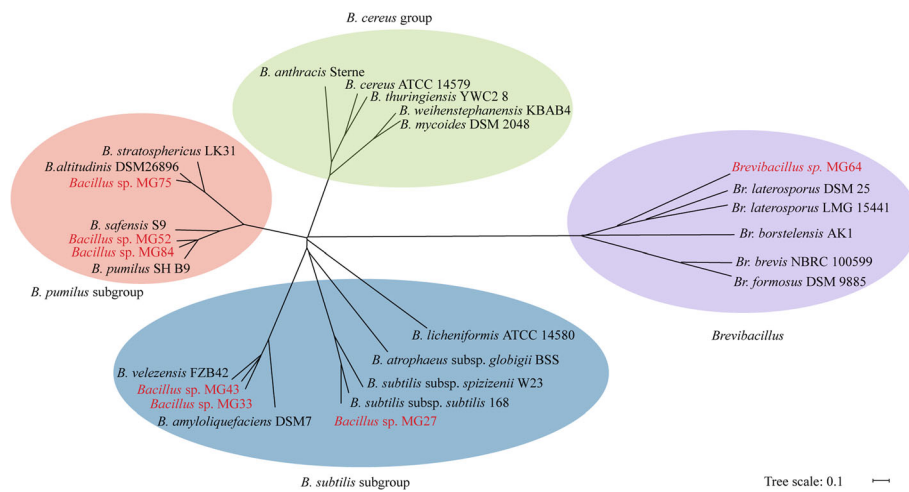 B. cereus group
B. anthracis Sterne
B. cereus ATCC 14579
B. thuringiensis YWC2 8
B. weihenstephanensis KBAB4
B. mycoides DSM 2048
B. stratosphericus LK31
B.altitudinis DSM26896
Bacillus sp. MG75
B. safensis S9
Bacillus sp. MG52
Bacillus sp. MG84
B. pumilus SH B9
B. pumilus subgroup
Brevibacillus sp. MG64
Br. laterosporus DSM 25
Br. laterosporus LMG 15441
Br. borstelensis AK1
Br. brevis NBRC 100599
Br. formosus DSM 9885
Brevibacillus
B. licheniformis ATCC 14580
B. atrophaeus subsp. globigii BSS
B. subtilis subsp. spizizenii W23
B. subtilis subsp. subtilis 168
Bacillus sp. MG27
B. velezensis FZB42
Bacillus sp. MG43
Bacillus sp. MG33
B. amyloliquefaciens DSM7
B. subtilis subgroup
Tree scale: 0.1